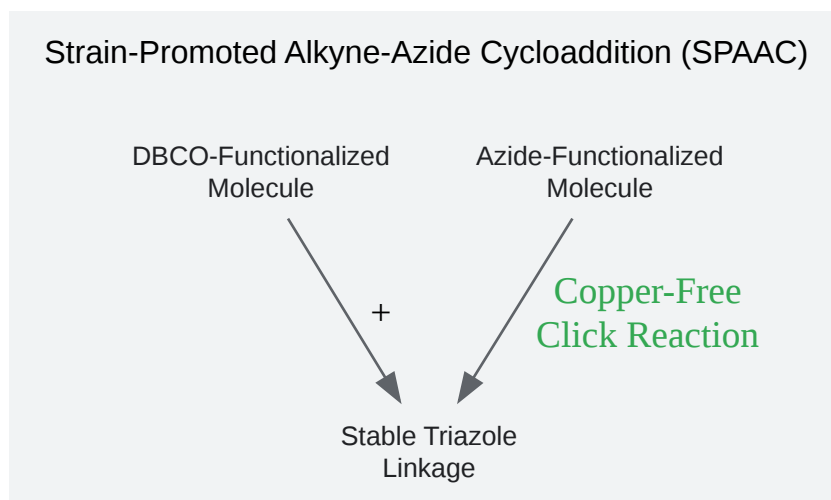 Strain-Promoted Alkyne-Azide Cycloaddition (SPAAC)
DBCO-Functionalized
Molecule
Azide-Functionalized
Molecule
+
Copper-Free
Click Reaction
Stable Triazole
Linkage